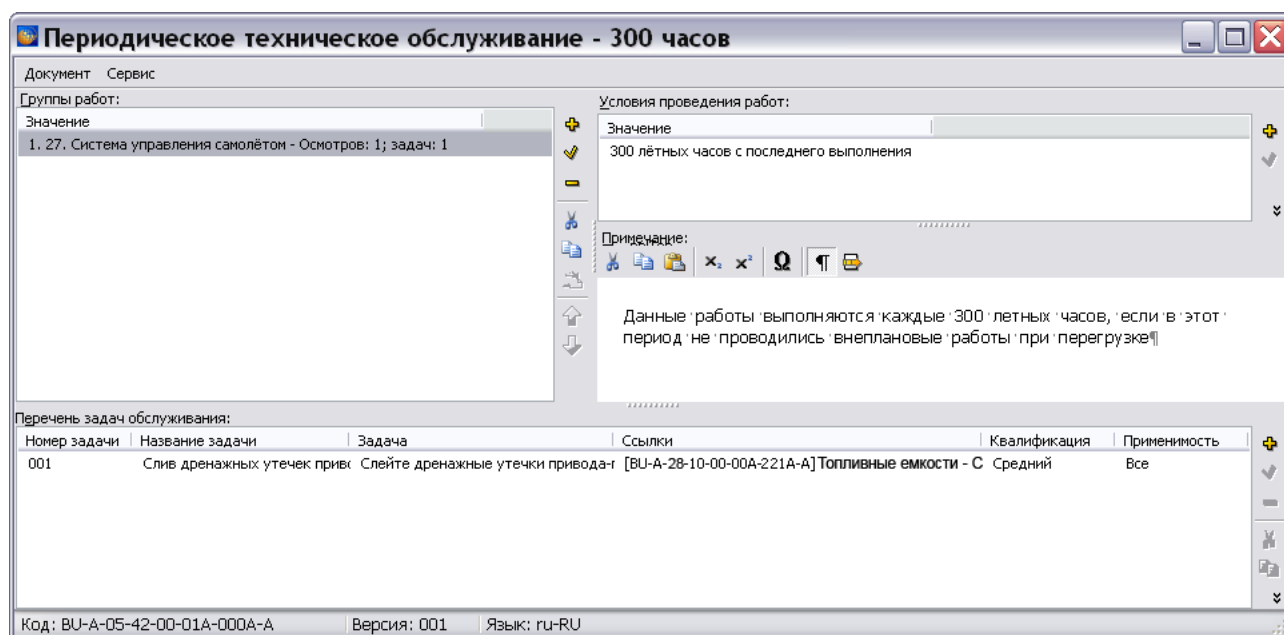 Периодическое техническое обслуживание - 300 часов
Документ Сервис
Группы работ:
Значение
1. 27. Система управления самолётом - Осмотров: 1; задач: 1
Условия проведения работ:
Значение
300 лётных часов с последнего выполнения
Примечание:
Данные работы выполняются каждые 300 летных часов, если в этот
период не проводились внеплановые работы при перегрузке¶
Перечень задач обслуживания:
Номер задачи Название задачи Задача Ссылки Квалификация Применимость
001 Слив дренажных утечек Слейте дренажные утечки [BU-A-28-10-00-00A-221A-A] Топливные емкости - С Средний Все
Код: BU-A-05-42-00-01A-000A-A Версия: 001 Язык: ru-RU